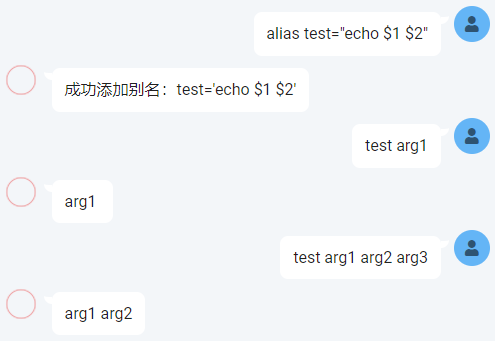 alias test="echo $1 $2"
成功添加别名：test='echo $1 $2'
test arg1
arg1
test arg1 arg2 arg3
arg1 arg2